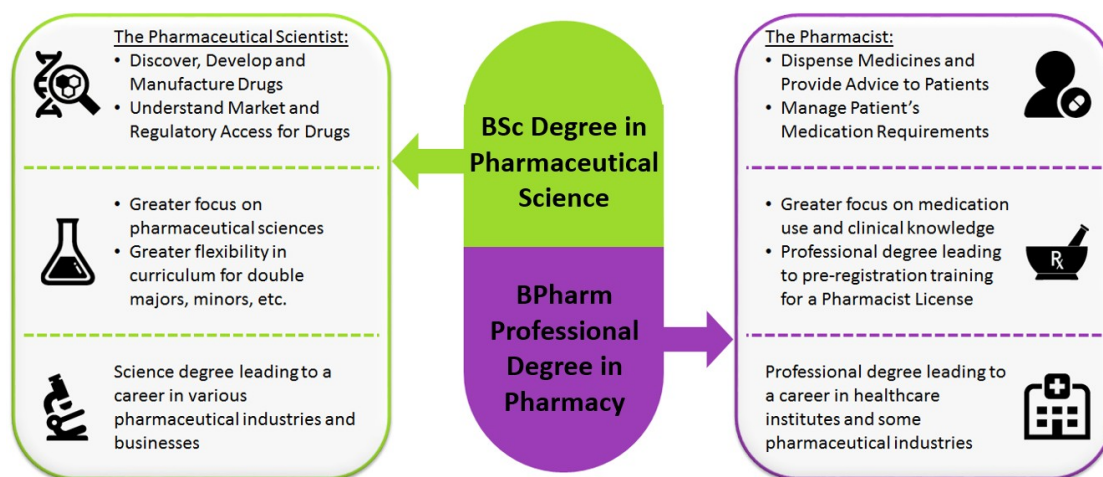 The Pharmaceutical Scientist:
• Discover, Develop and
Manufacture Drugs
• Understand Market and
Regulatory Access for Drugs
• Greater focus on
pharmaceutical sciences
• Greater flexibility in
curriculum for double
majors, minors, etc.
Science degree leading to a
career in various
pharmaceutical industries and
businesses
BSc Degree in
Pharmaceutical
Science
BPharm
Professional
Degree in
Pharmacy
The Pharmacist:
• Dispense Medicines and
Provide Advice to Patients
• Manage Patient's
Medication Requirements
• Greater focus on medication
use and clinical knowledge
• Professional degree leading
to pre-registration training
for a Pharmacist License
Rx
Professional degree leading to
a career in healthcare
institutes and some
pharmaceutical industries